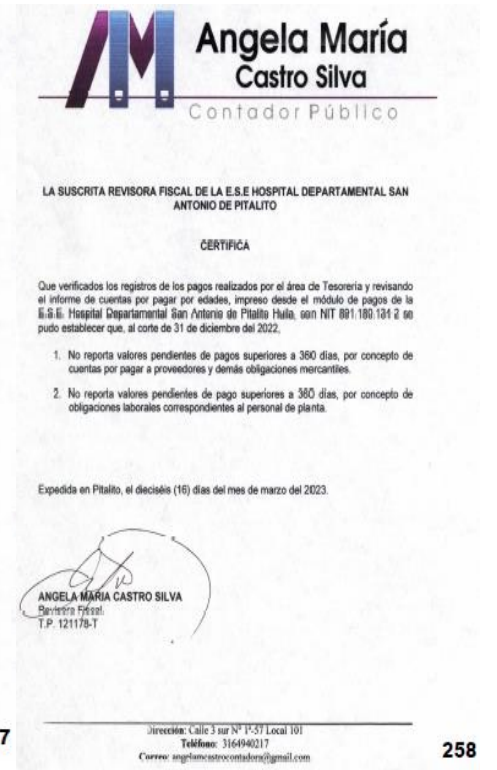 Angela María
Castro Silva
Contador Público
LA SUSCRITA REVISORA FISCAL DE LA E.S.E HOSPITAL DEPARTAMENTAL SAN
ANTONIO DE PITALITO
CERTIFICA
Que verificados los registros de los pagos realizados por el área de Tesorería y revisando
el informe de cuentas por pagar por edades, impreso desde el módulo de pagos de la
E.S.E. Hospital Departamental San Antonio de Pitalito Huila, con NIT 891.180.134 2 se
pudo establecer que, al corte de 31 de diciembre del 2022,
1. No reporta valores pendientes de pagos superiores a 360 días, por concepto de
cuentas por pagar a proveedores y demás obligaciones mercantiles.
2. No reporta valores pendientes de pago superiores a 360 días, por concepto de
obligaciones laborales correspondientes al personal de planta.
Expedida en Pitalito, el dieciséis (16) días del mes de marzo del 2023.
ANGELA MARIA CASTRO SILVA
Revisora Fiscal.
T.P. 121178-T
Dirección: Calle 3 sur Nº 1ª-57 Local 101
Teléfono: 3164940217
Correo: angelamcastrocontadora@gmail.com
7
258